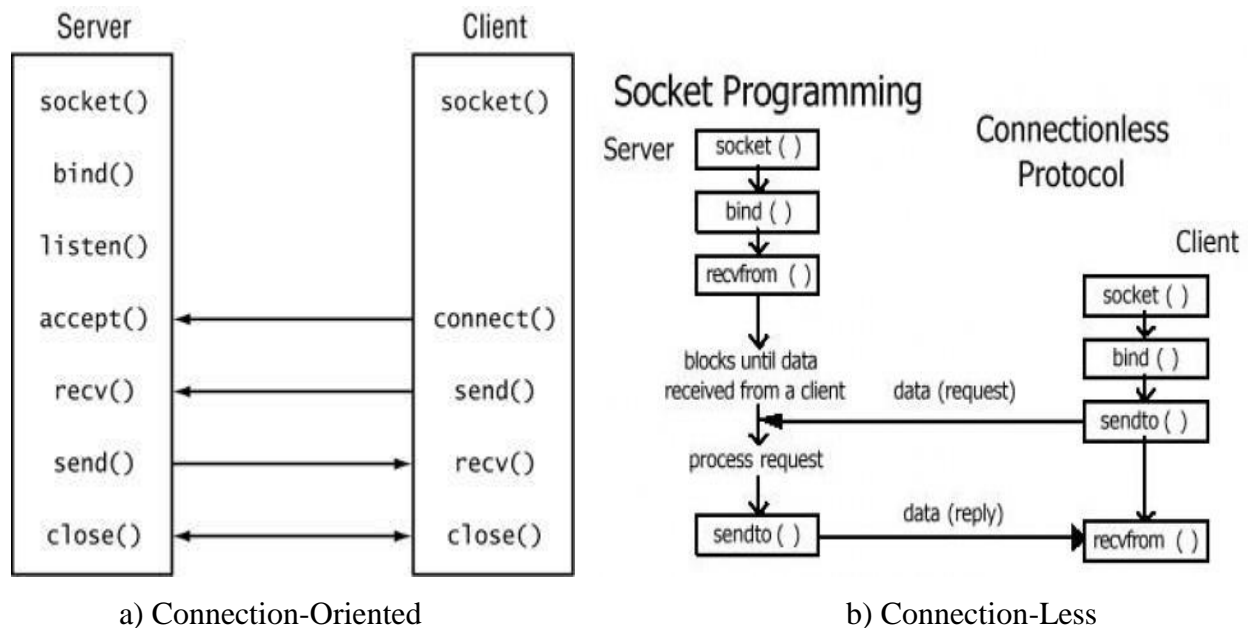 Server
socket()
bind()
listen()
accept()
recv()
send()
close()
Client
socket()
connect()
send()
recv()
close()
a) Connection-Oriented
Socket Programming
Connectionless
Protocol
Server
socket ( )
bind ( )
recvfrom ( )
blocks until data
received from a client
process request
sendto ( )
data (request)
data (reply)
Client
socket ( )
bind ( )
sendto ( )
recvfrom ( )
b) Connection-Less